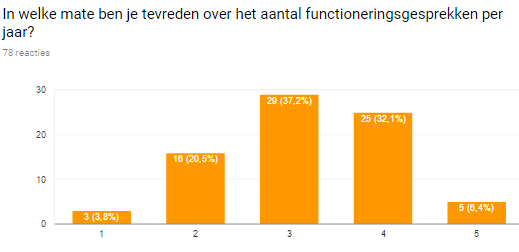 In welke mate ben je tevreden over het aantal functioneringsgesprekken per
jaar?
78 reacties
30
20
10
0
3 (3,8%)
16 (20,5%)
29 (37,2%)
25 (32,1%)
5 (6,4%)
1 2 3 4 5